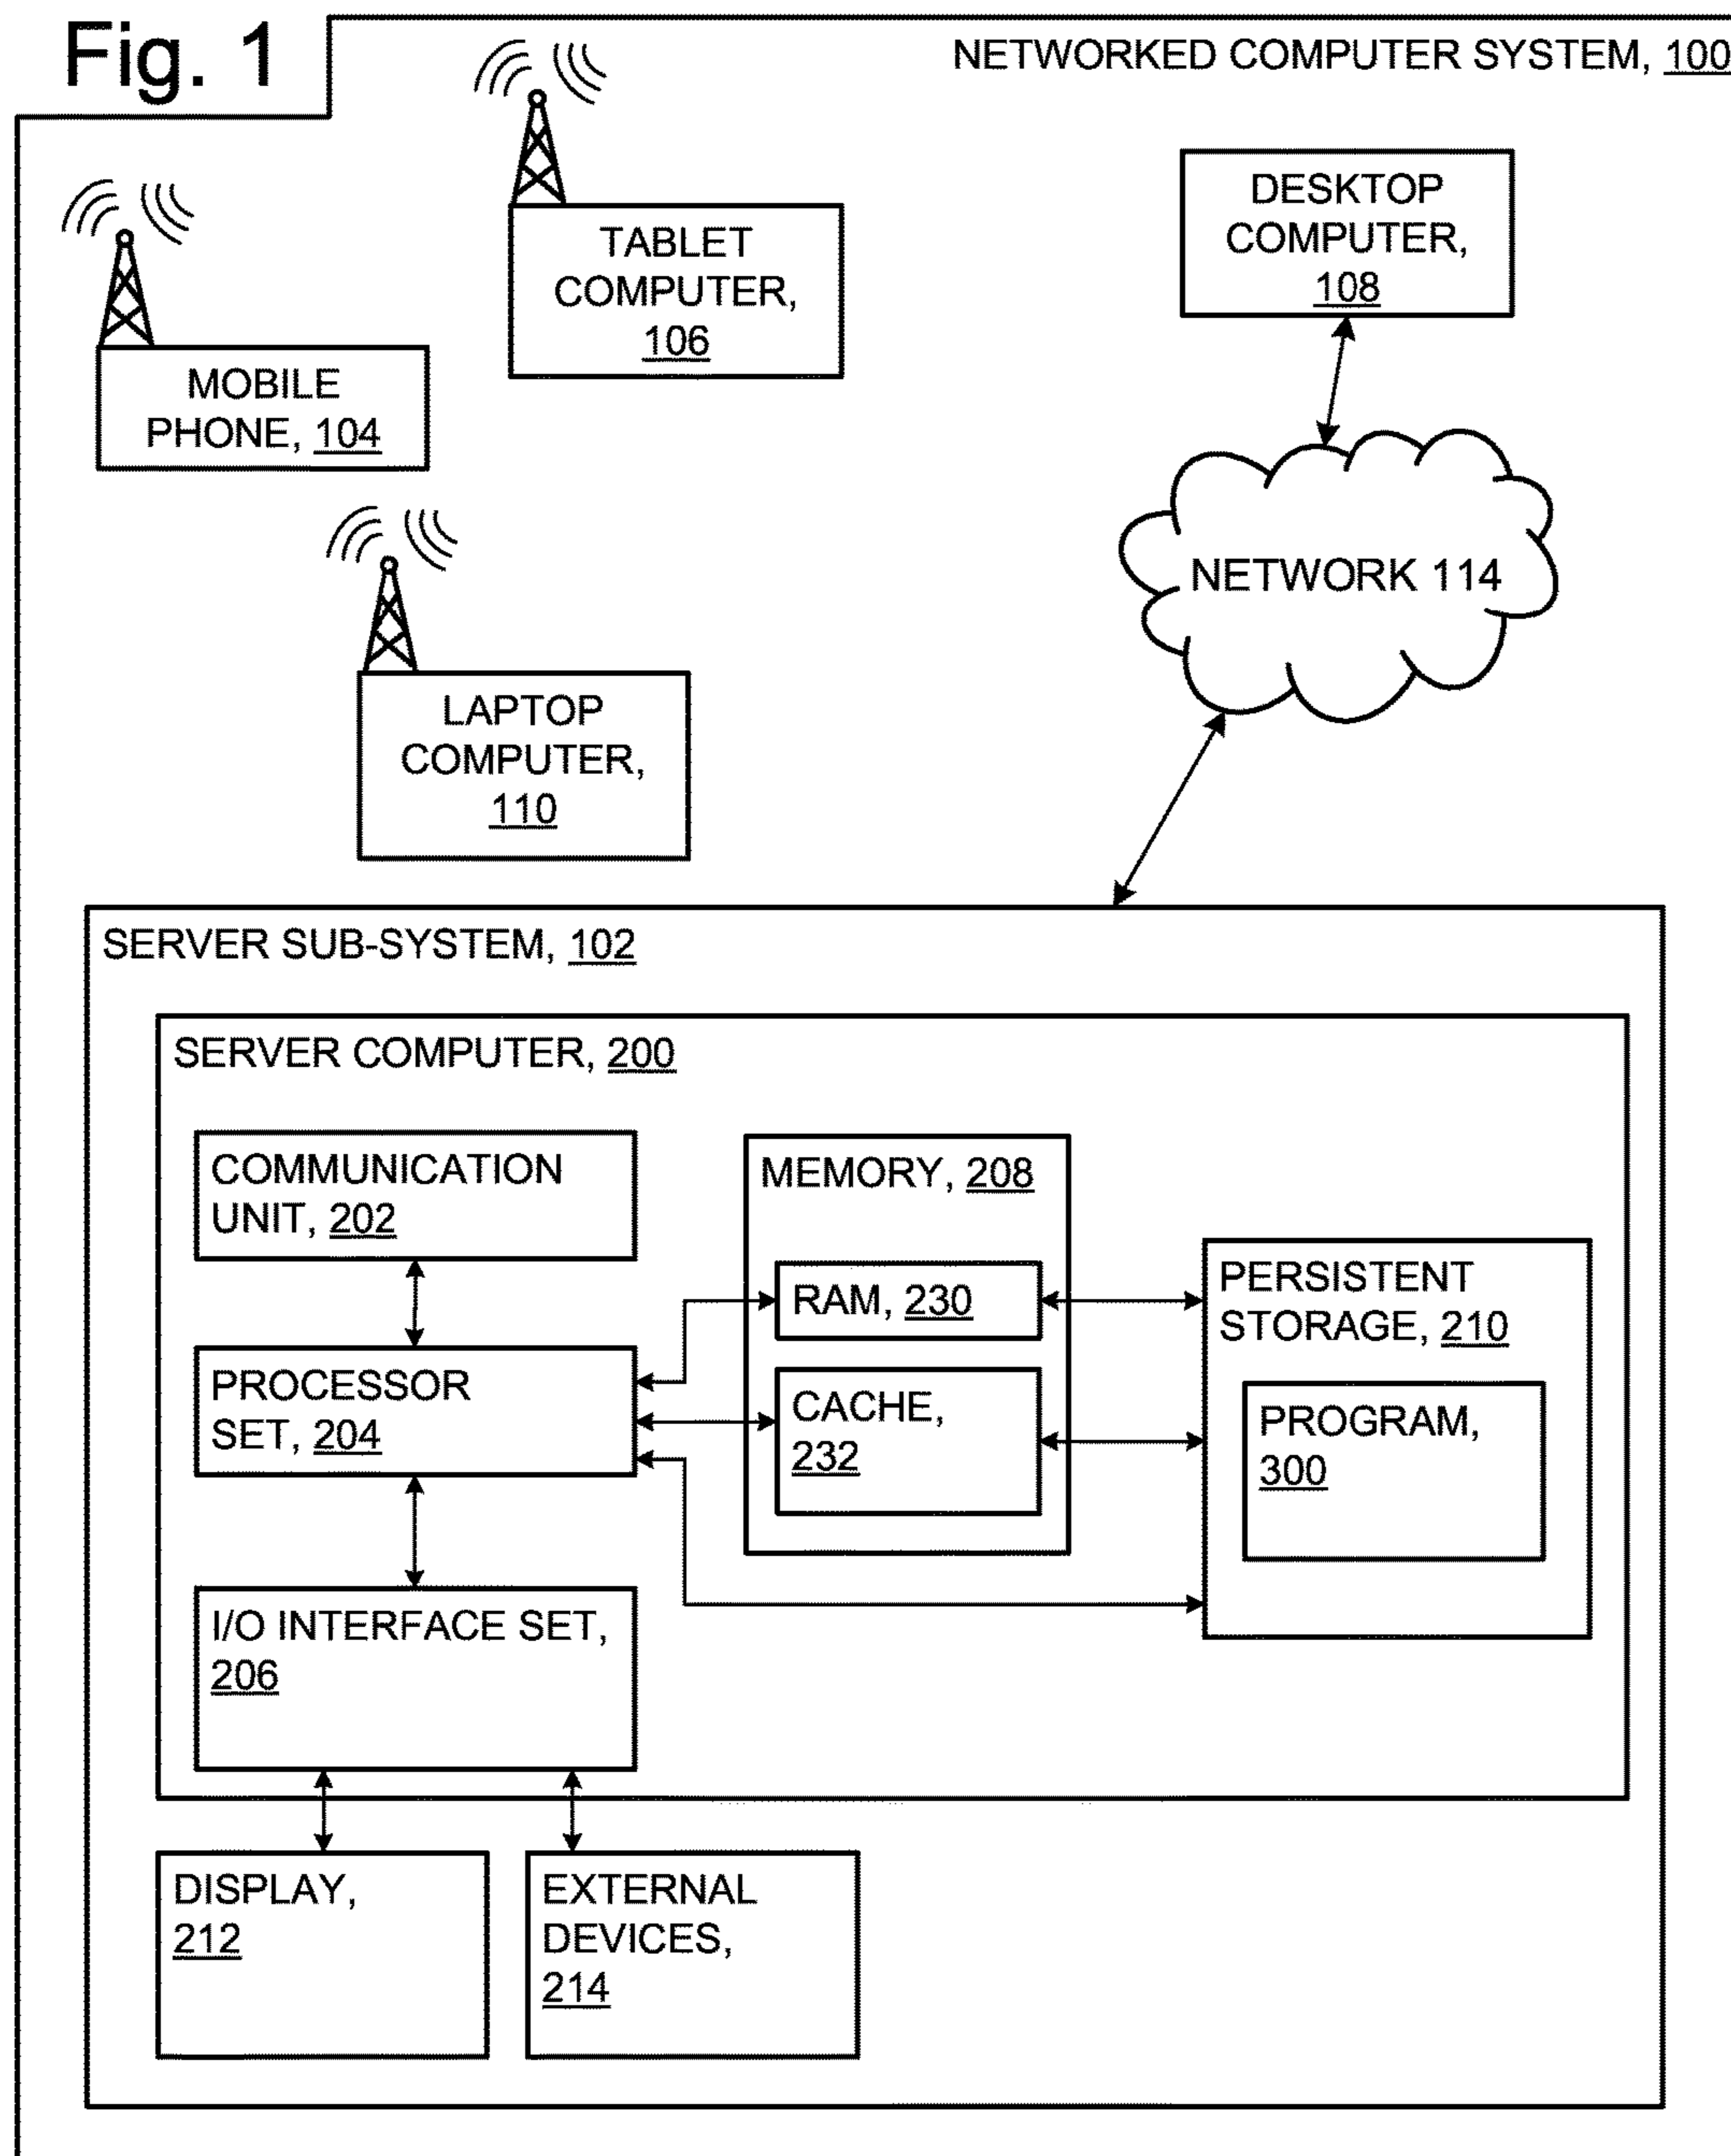 Fig. 1
NETWORKED COMPUTER SYSTEM, 100
TABLET
COMPUTER,
106
DESKTOP
COMPUTER,
108
MOBILE
PHONE, 104
NETWORK 114
LAPTOP
COMPUTER,
110
SERVER SUB-SYSTEM, 102
SERVER COMPUTER, 200
COMMUNICATION
UNIT, 202
MEMORY, 208
RAM, 230
PERSISTENT
STORAGE, 210
PROCESSOR
SET, 204
CACHE,
232
PROGRAM,
300
I/O INTERFACE SET,
206
DISPLAY,
212
EXTERNAL
DEVICES,
214